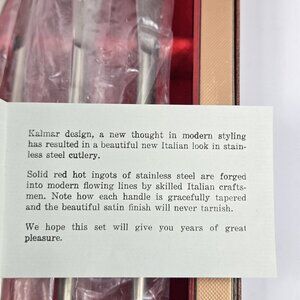 Kalmar design, a new thought in modern styling
has resulted in a beautiful new Italian look in stain-
less steel cutlery.
Solid red hot ingots of stainless steel are forged
into modern flowing lines by skilled Italian crafts-
men. Note how each handle is gracefully tapered
and the beautiful satin finish will never tarnish.
We hope this set will give you years of great
pleasure.